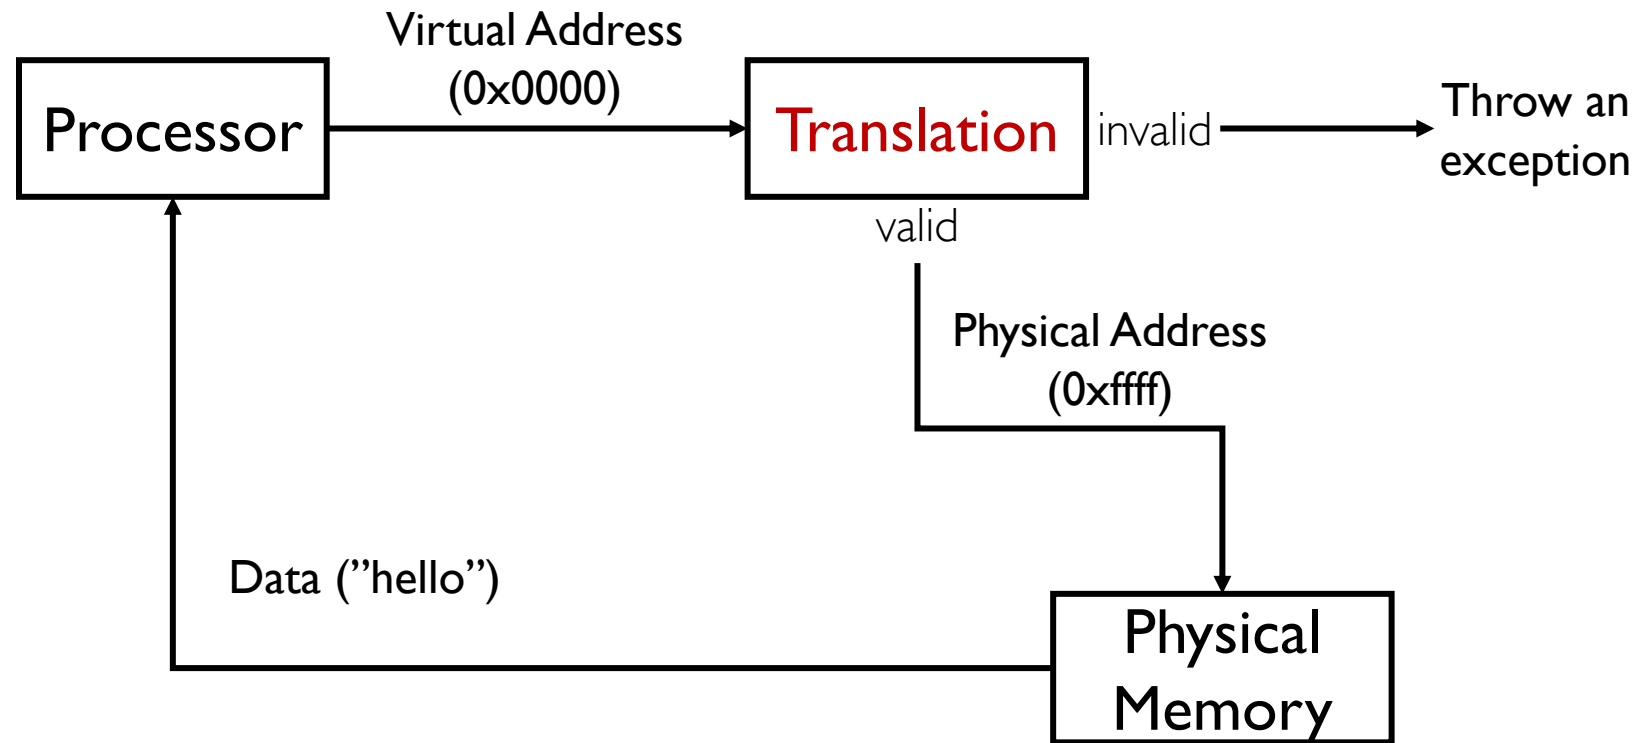 Virtual Address
(0x0000)
Processor
Translation
invalid
Throw an
exception
valid
Physical Address
(0xffff)
Data (”hello”)
Physical
Memory